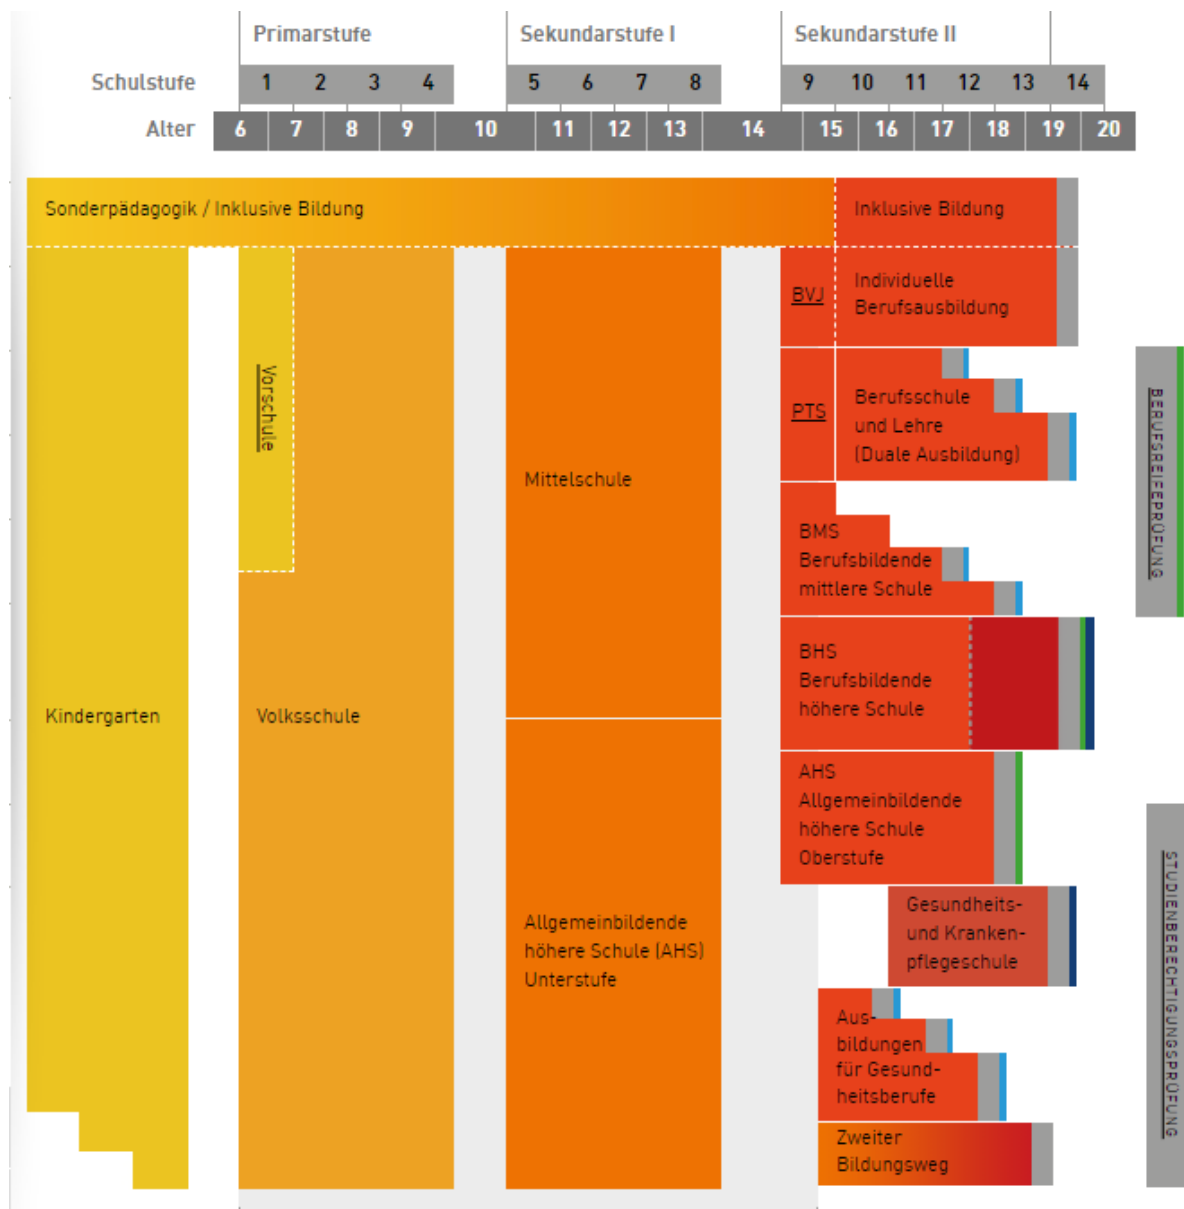 Primarstufe
Sekundarstufe I
Sekundarstufe II
Schulstufe
1 2 3 4 5 6 7 8 9 10 11 12 13 14
Alter
6 7 8 9 10 11 12 13 14 15 16 17 18 19 20
Sonderpädagogik / Inklusive Bildung
Inklusive Bildung
Kindergarten
Vorschule
Volksschule
Mittelschule
Allgemeinbildende
höhere Schule (AHS)
Unterstufe
BVJ
Individuelle
Berufsausbildung
PTS
Berufsschule
und Lehre
(Duale Ausbildung)
BMS
Berufsbildende
mittlere Schule
BHS
Berufsbildende
höhere Schule
AHS
Allgemeinbildende
höhere Schule
Oberstufe
Gesundheits-
und Kranken-
pflegeschule
Aus-
bildungen
für Gesund-
heitsberufe
Zweiter
Bildungsweg
BERUFSREIFEPRÜFUNG
STUDIENBERECHTIGUNGSPRÜFUNG